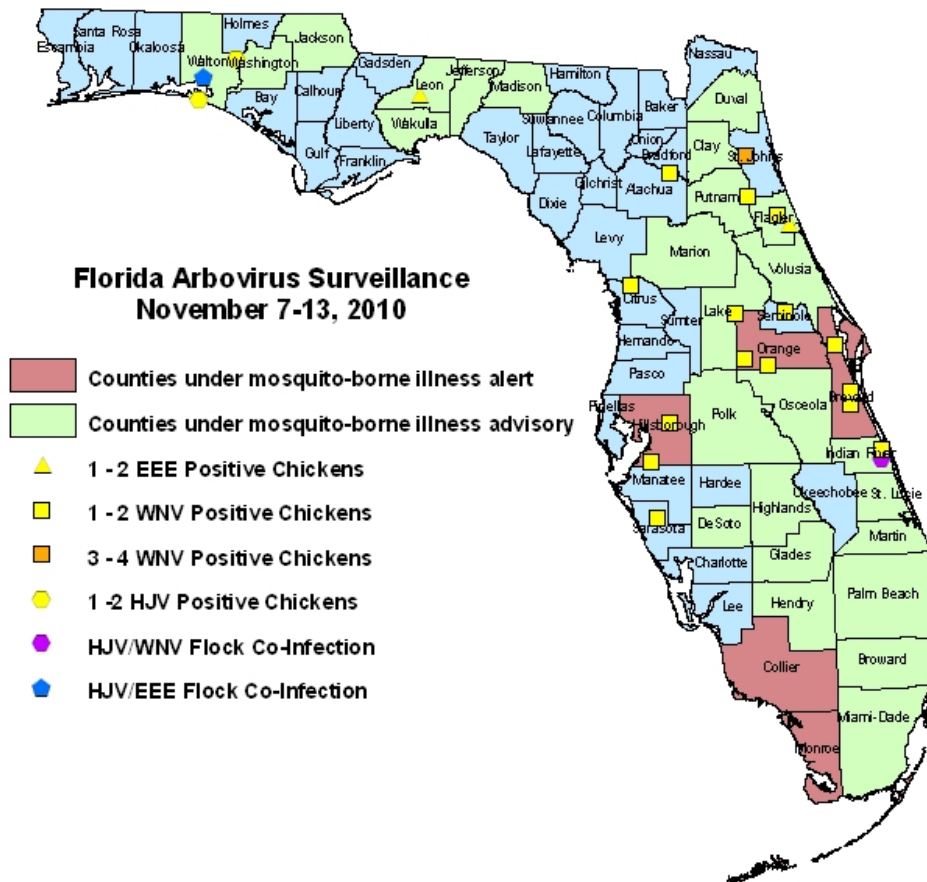 Holmes
Jackson
Escambia
Santa Rosa
Okaloosa
Walton
Washington
Gadsden
Leon
Jefferson
Madison
Hamilton
Nassau
Bay
Calhoun
Liberty
Wakulla
Taylor
Suwannee
Columbia
Baker
Duval
Gulf
Franklin
Lafayette
Union
Bradford
Clay
St. Johns
Gilchrist
Alachua
Putnam
Dixie
Flagler
Levy
Marion
Volusia
Florida Arbovirus Surveillance
November 7-13, 2010
Citrus
Lake
Seminole
Sumter
Hernando
Orange
Pasco
Counties under mosquito-borne illness alert
Brevard
Pinellas
Hillsborough
Polk
Osceola
Counties under mosquito-borne illness advisory
Indian River
1 - 2 EEE Positive Chickens
Manatee
Hardee
Okeechobee
St. Lucie
Highlands
1 - 2 WNV Positive Chickens
Sarasota
DeSoto
Martin
3 - 4 WNV Positive Chickens
Charlotte
Glades
1 -2 HJV Positive Chickens
Lee
Hendry
Palm Beach
HJV/WNV Flock Co-Infection
Collier
Broward
HJV/EEE Flock Co-Infection
Miami-Dade
Monroe